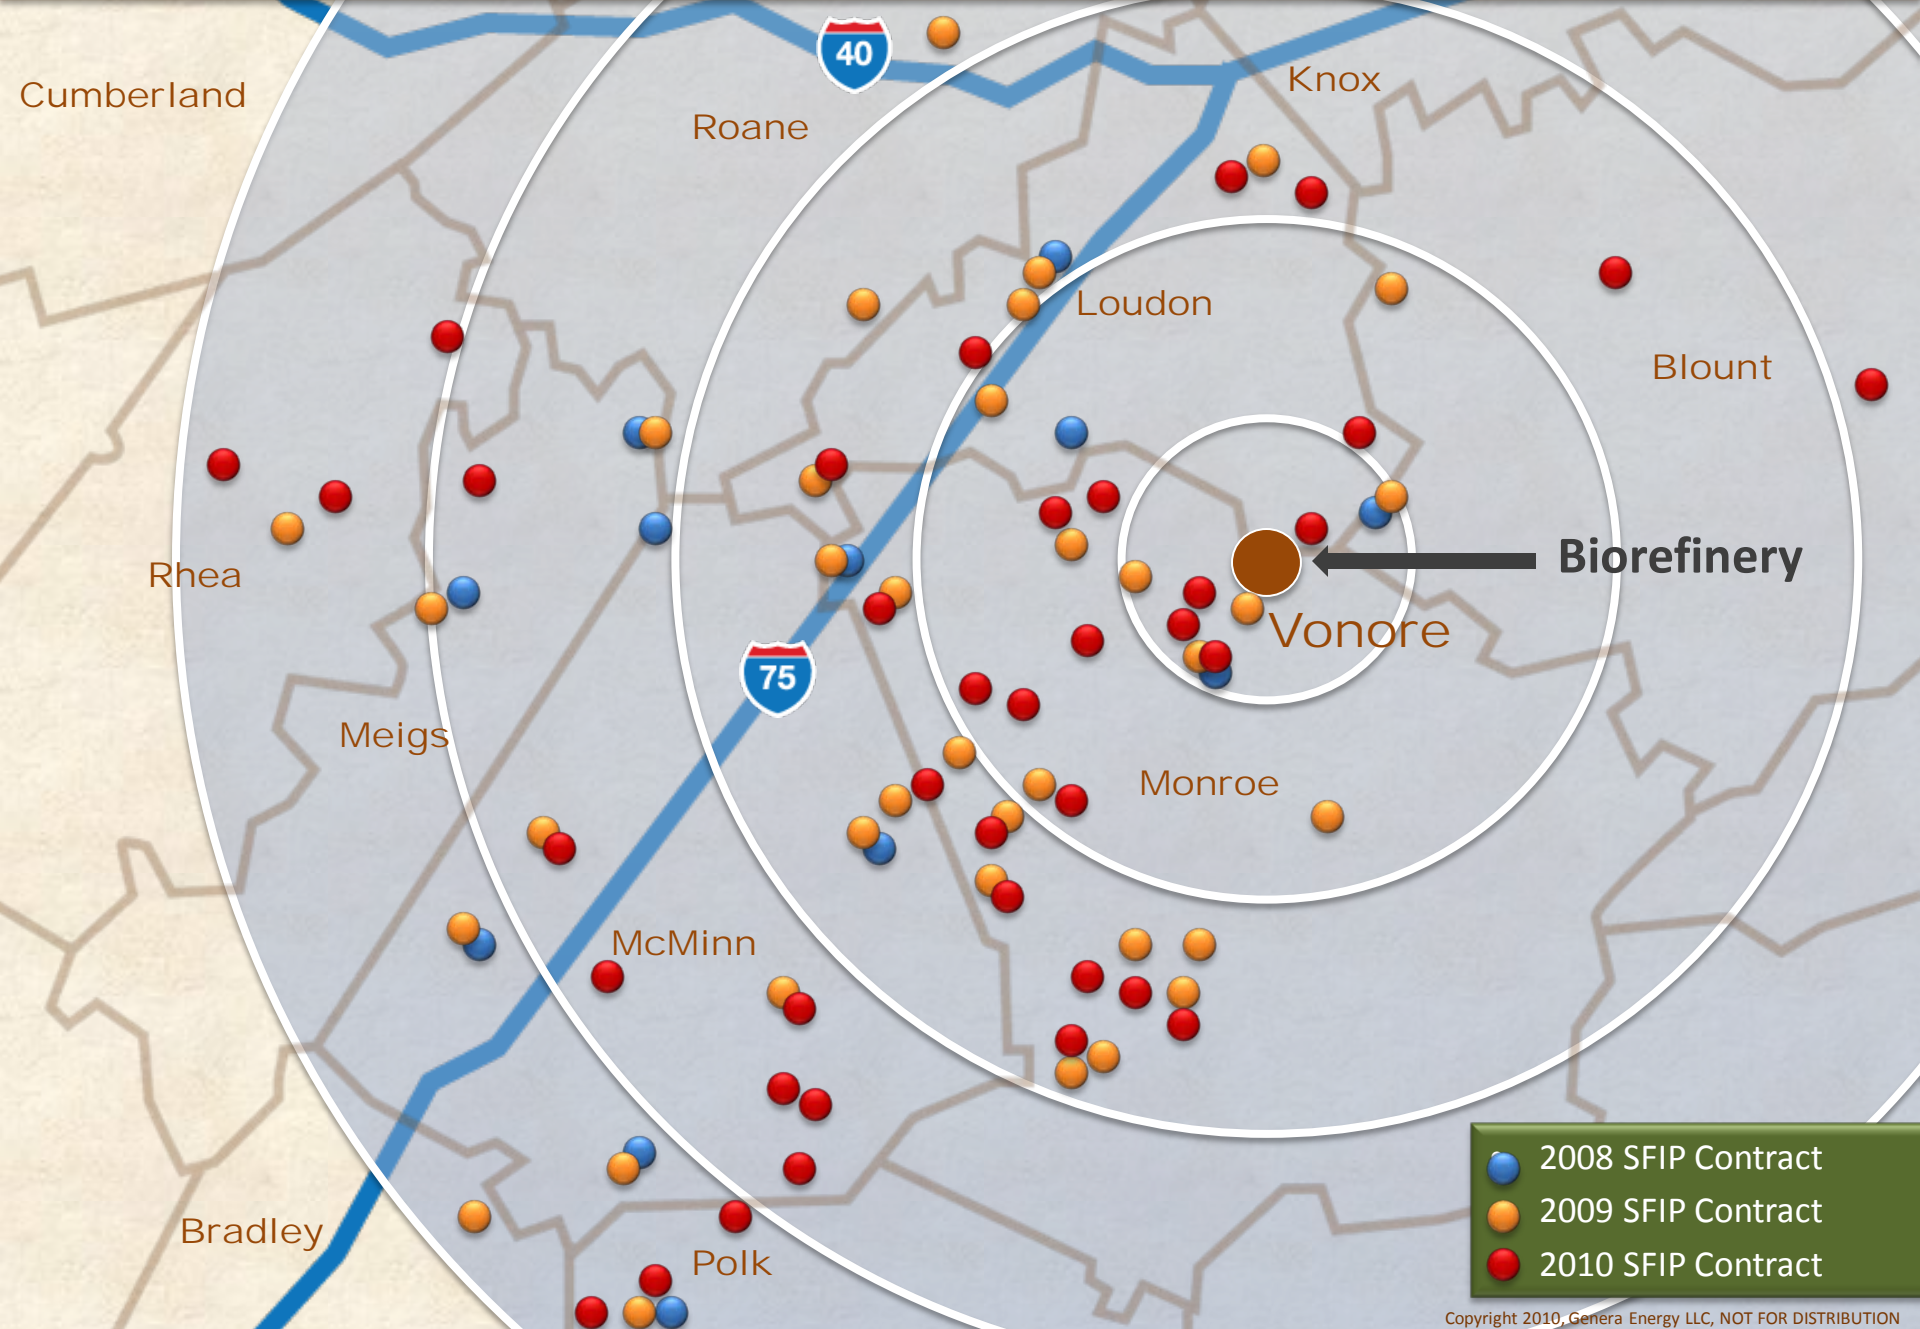 40
Knox
Cumberland
Roane
Loudon
Blount
Biorefinery
Rhea
Vonore
75
Meigs
Monroe
McMinn
Bradley
Polk
2008 SFIP Contract
2009 SFIP Contract
2010 SFIP Contract
Copyright 2010, Genera Energy LLC, NOT FOR DISTRIBUTION